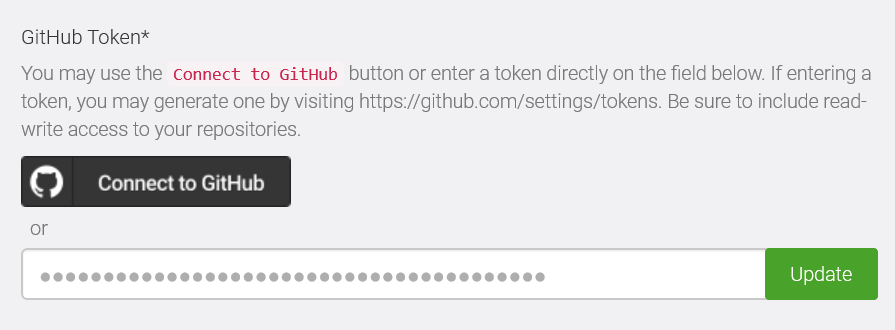 GitHub Token*
You may use the Connect to GitHub button or enter a token directly on the field below. If entering a
token, you may generate one by visiting https://github.com/settings/tokens. Be sure to include read-
write access to your repositories.
Connect to GitHub
or
Update